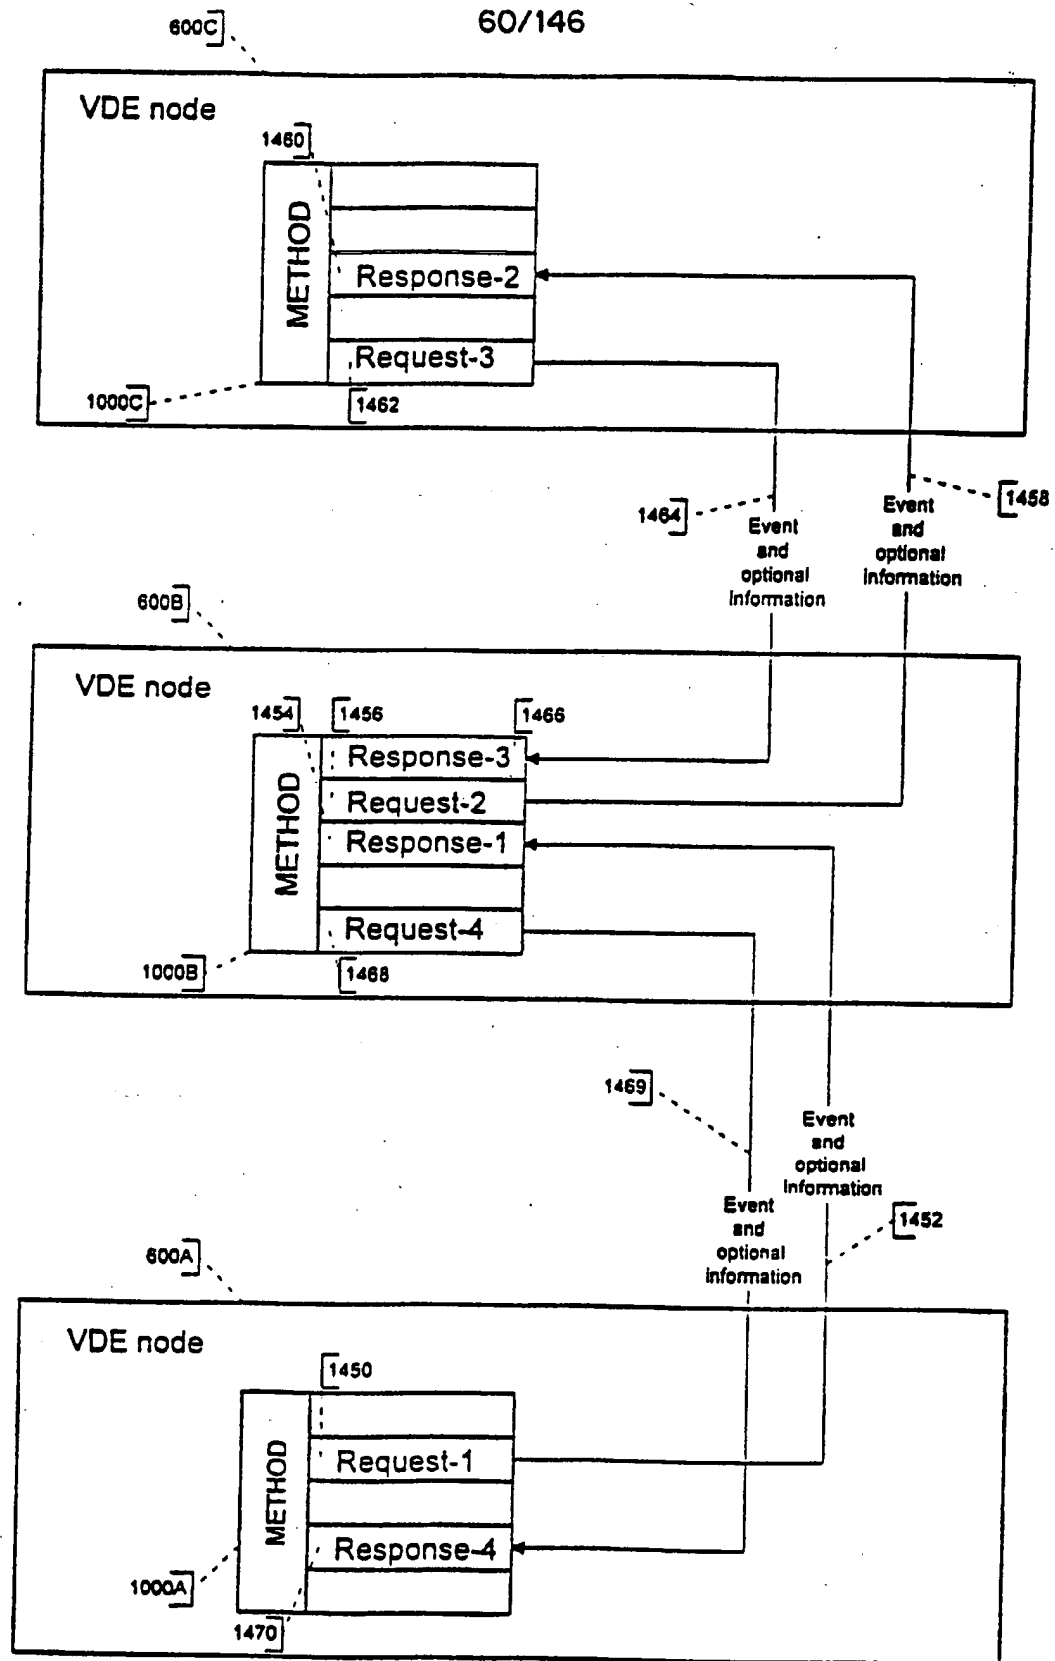 60/146
600C
VDE node
1460
METHOD
Response-2
Request-3
1000C
1462
1464
Event
and
optional
information
1458
Event
and
optional
information
600B
VDE node
1454
1456
1466
METHOD
Response-3
Request-2
Response-1
Request-4
1000B
1468
1469
Event
and
optional
information
Event
and
optional
information
1452
600A
VDE node
1450
METHOD
Request-1
Response-4
1000A
1470